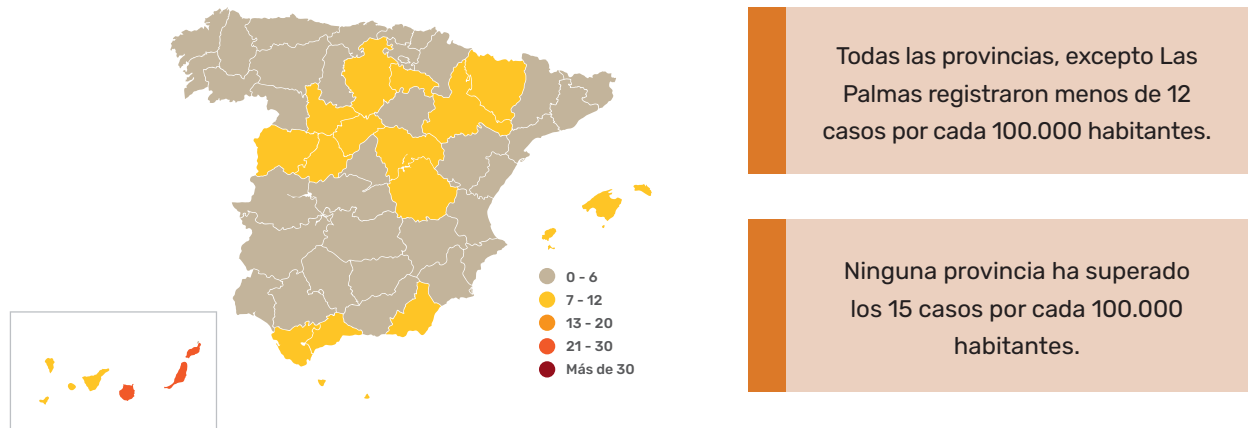 Todas las provincias, excepto Las
Palmas registraron menos de 12
casos por cada 100.000 habitantes.
Ninguna provincia ha superado
los 15 casos por cada 100.000
habitantes.
0 - 6
7 - 12
13 - 20
21 - 30
Más de 30